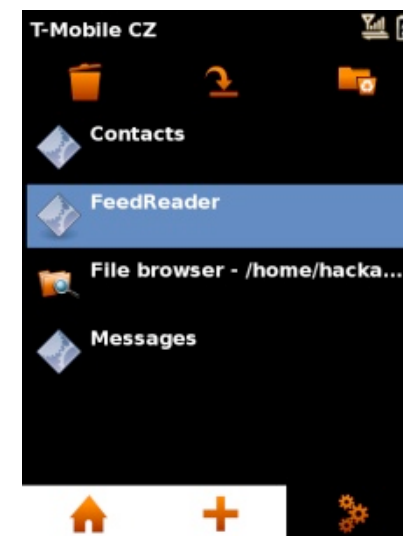 T-Mobile CZ
Contacts
FeedReader
File browser - /home/hacka...
Messages